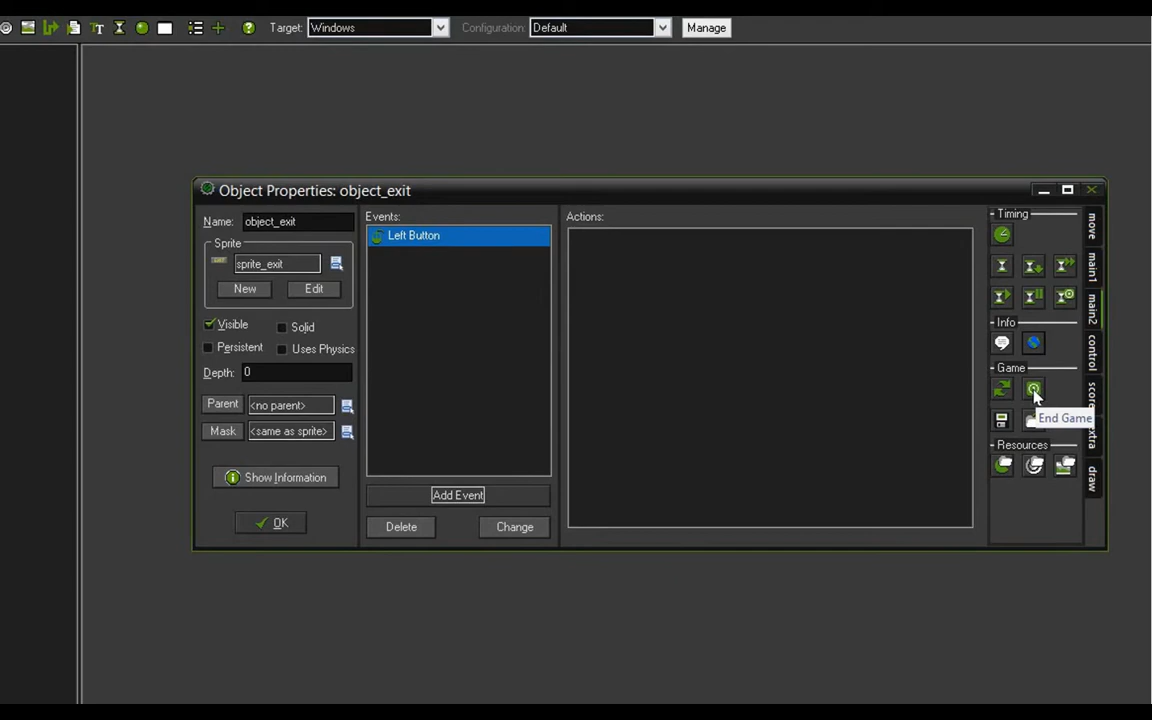 Target: Windows Configuration: Default Manage
Object Properties: object_exit
Name: object_exit
Sprite
sprite_exit
New Edit
Visible Solid
Persistent Uses Physics
Depth: 0
Parent <no parent>
Mask <same as sprite>
Show Information
OK
Events:
Left Button
Add Event
Delete Change
Actions:
Timing
Info
Game
End Game
Resources
move
main1
main2
control
score
extra
draw